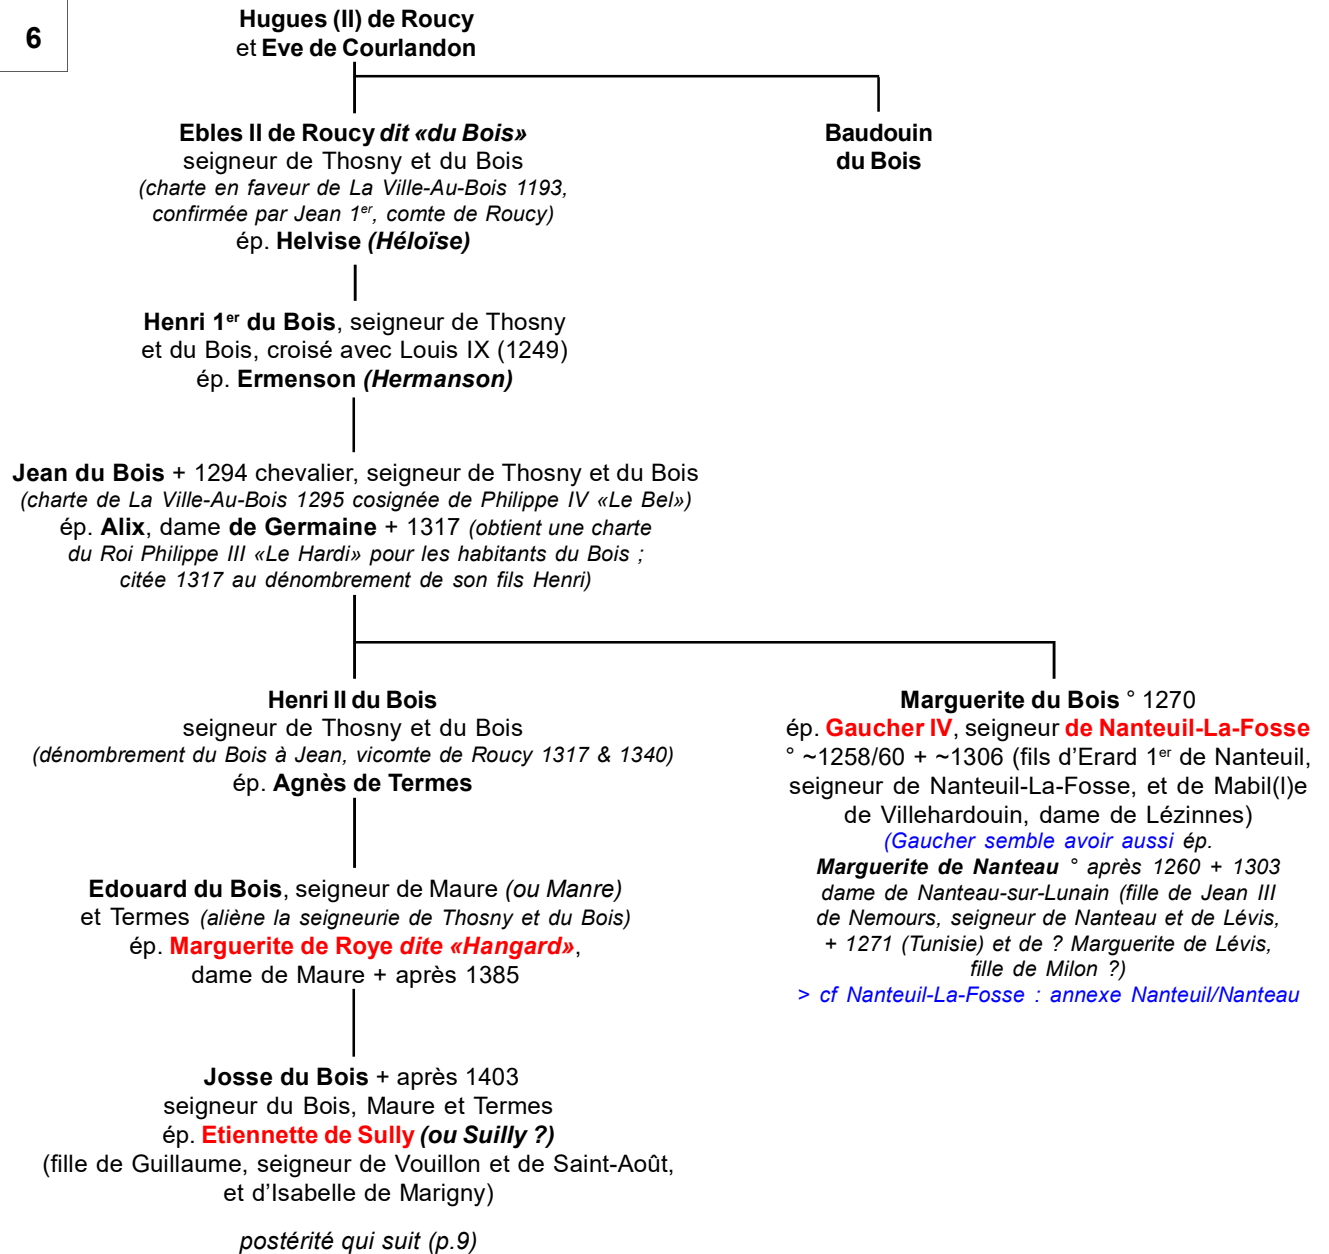 6
Hugues (II) de Roucy
et Eve de Courlandon
Ebles II de Roucy dit «du Bois»
seigneur de Thosny et du Bois
(charte en faveur de La Ville-Au-Bois 1193,
confirmée par Jean 1er, comte de Roucy)
ép. Helvise (Héloïse)
Baudouin
du Bois
Henri 1er du Bois, seigneur de Thosny
et du Bois, croisé avec Louis IX (1249)
ép. Ermenson (Hermanson)
Jean du Bois + 1294 chevalier, seigneur de Thosny et du Bois
(charte de La Ville-Au-Bois 1295 cosignée de Philippe IV «Le Bel»)
ép. Alix, dame de Germaine + 1317 (obtient une charte
du Roi Philippe III «Le Hardi» pour les habitants du Bois ;
citée 1317 au dénombrement de son fils Henri)
Henri II du Bois
seigneur de Thosny et du Bois
(dénombrement du Bois à Jean, vicomte de Roucy 1317 & 1340)
ép. Agnès de Termes
Marguerite du Bois ° 1270
ép. Gaucher IV, seigneur de Nanteuil-La-Fosse
° ~1258/60 + ~1306 (fils d'Erard 1er de Nanteuil,
seigneur de Nanteuil-La-Fosse, et de Mabil(l)e
de Villehardouin, dame de Lézinnes)
(Gaucher semble avoir aussi ép.
Marguerite de Nanteau ° après 1260 + 1303
dame de Nanteau-sur-Lunain (fille de Jean III
de Nemours, seigneur de Nanteau et de Lévis,
+ 1271 (Tunisie) et de ? Marguerite de Lévis,
fille de Milon ?)
> cf Nanteuil-La-Fosse : annexe Nanteuil/Nanteau
Edouard du Bois, seigneur de Maure (ou Manre)
et Termes (aliène la seigneurie de Thosny et du Bois)
ép. Marguerite de Roye dite «Hangard»,
dame de Maure + après 1385
Josse du Bois + après 1403
seigneur du Bois, Maure et Termes
ép. Etiennette de Sully (ou Suilly ?)
(fille de Guillaume, seigneur de Vouillon et de Saint-Août,
et d'Isabelle de Marigny)
postérité qui suit (p.9)